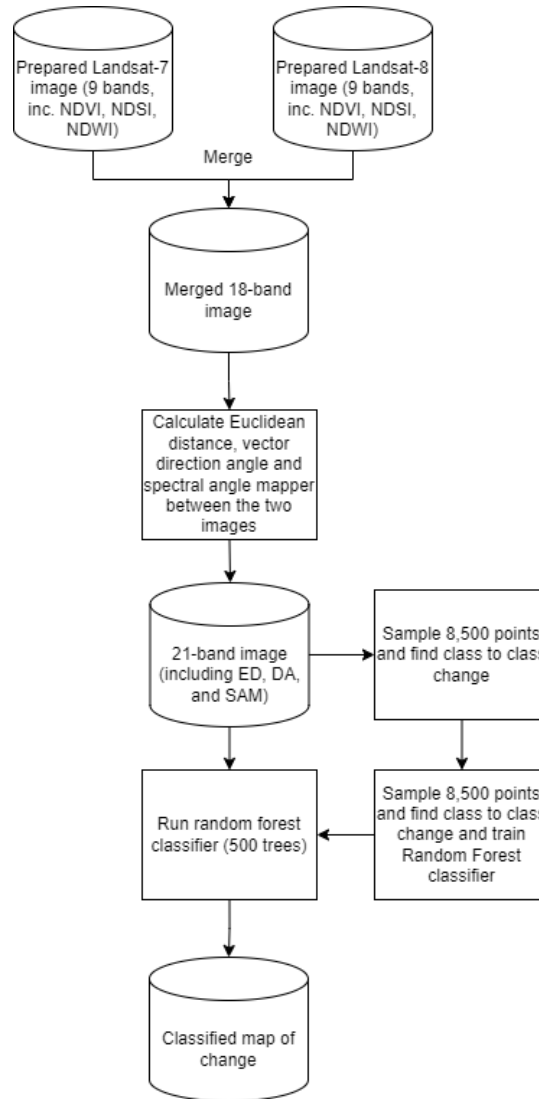 Prepared Landsat-7
image (9 bands,
inc. NDVI, NDSI,
NDWI)
Prepared Landsat-8
image (9 bands,
inc. NDVI, NDSI,
NDWI)
Merge
Merged 18-band
image
Calculate Euclidean
distance, vector
direction angle and
spectral angle mapper
between the two
images
21-band image
(including ED, DA,
and SAM)
Sample 8,500 points
and find class to class
change
Run random forest
classifier (500 trees)
Sample 8,500 points
and find class to class
change and train
Random Forest
classifier
Classified map of
change